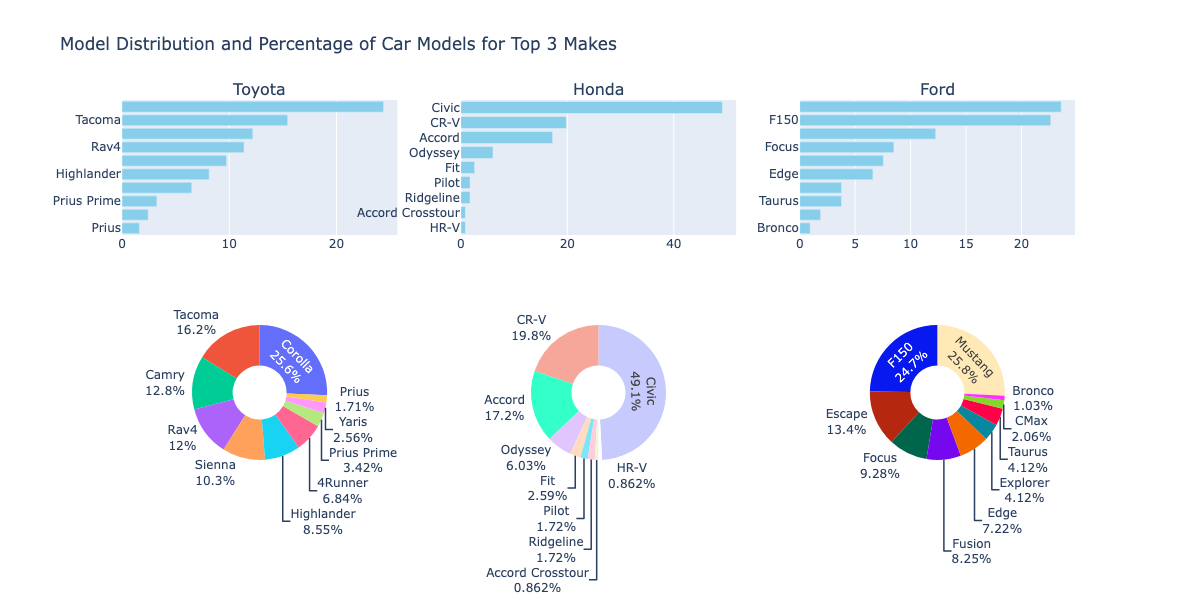 Model Distribution and Percentage of Car Models for Top 3 Makes
Toyota
Tacoma
Rav4
Highlander
Prius Prime
Prius
0 10 20
Honda
Civic
CR-V
Accord
Odyssey
Fit
Pilot
Ridgeline
Accord Crosstour
HR-V
0 20 40
Ford
F150
Focus
Edge
Taurus
Bronco
0 5 10 15 20
Corolla
25.6%
Tacoma
16.2%
Camry
12.8%
Rav4
12%
Sienna
10.3%
Highlander
8.55%
4Runner
6.84%
Prius Prime
3.42%
Yaris
2.56%
Prius
1.71%
Civic
49.1%
CR-V
19.8%
Accord
17.2%
Odyssey
6.03%
Fit
2.59%
Pilot
1.72%
Ridgeline
1.72%
Accord Crosstour
0.862%
HR-V
0.862%
Mustang
25.8%
F150
24.7%
Escape
13.4%
Focus
9.28%
Fusion
8.25%
Edge
7.22%
Explorer
4.12%
Taurus
4.12%
CMax
2.06%
Bronco
1.03%